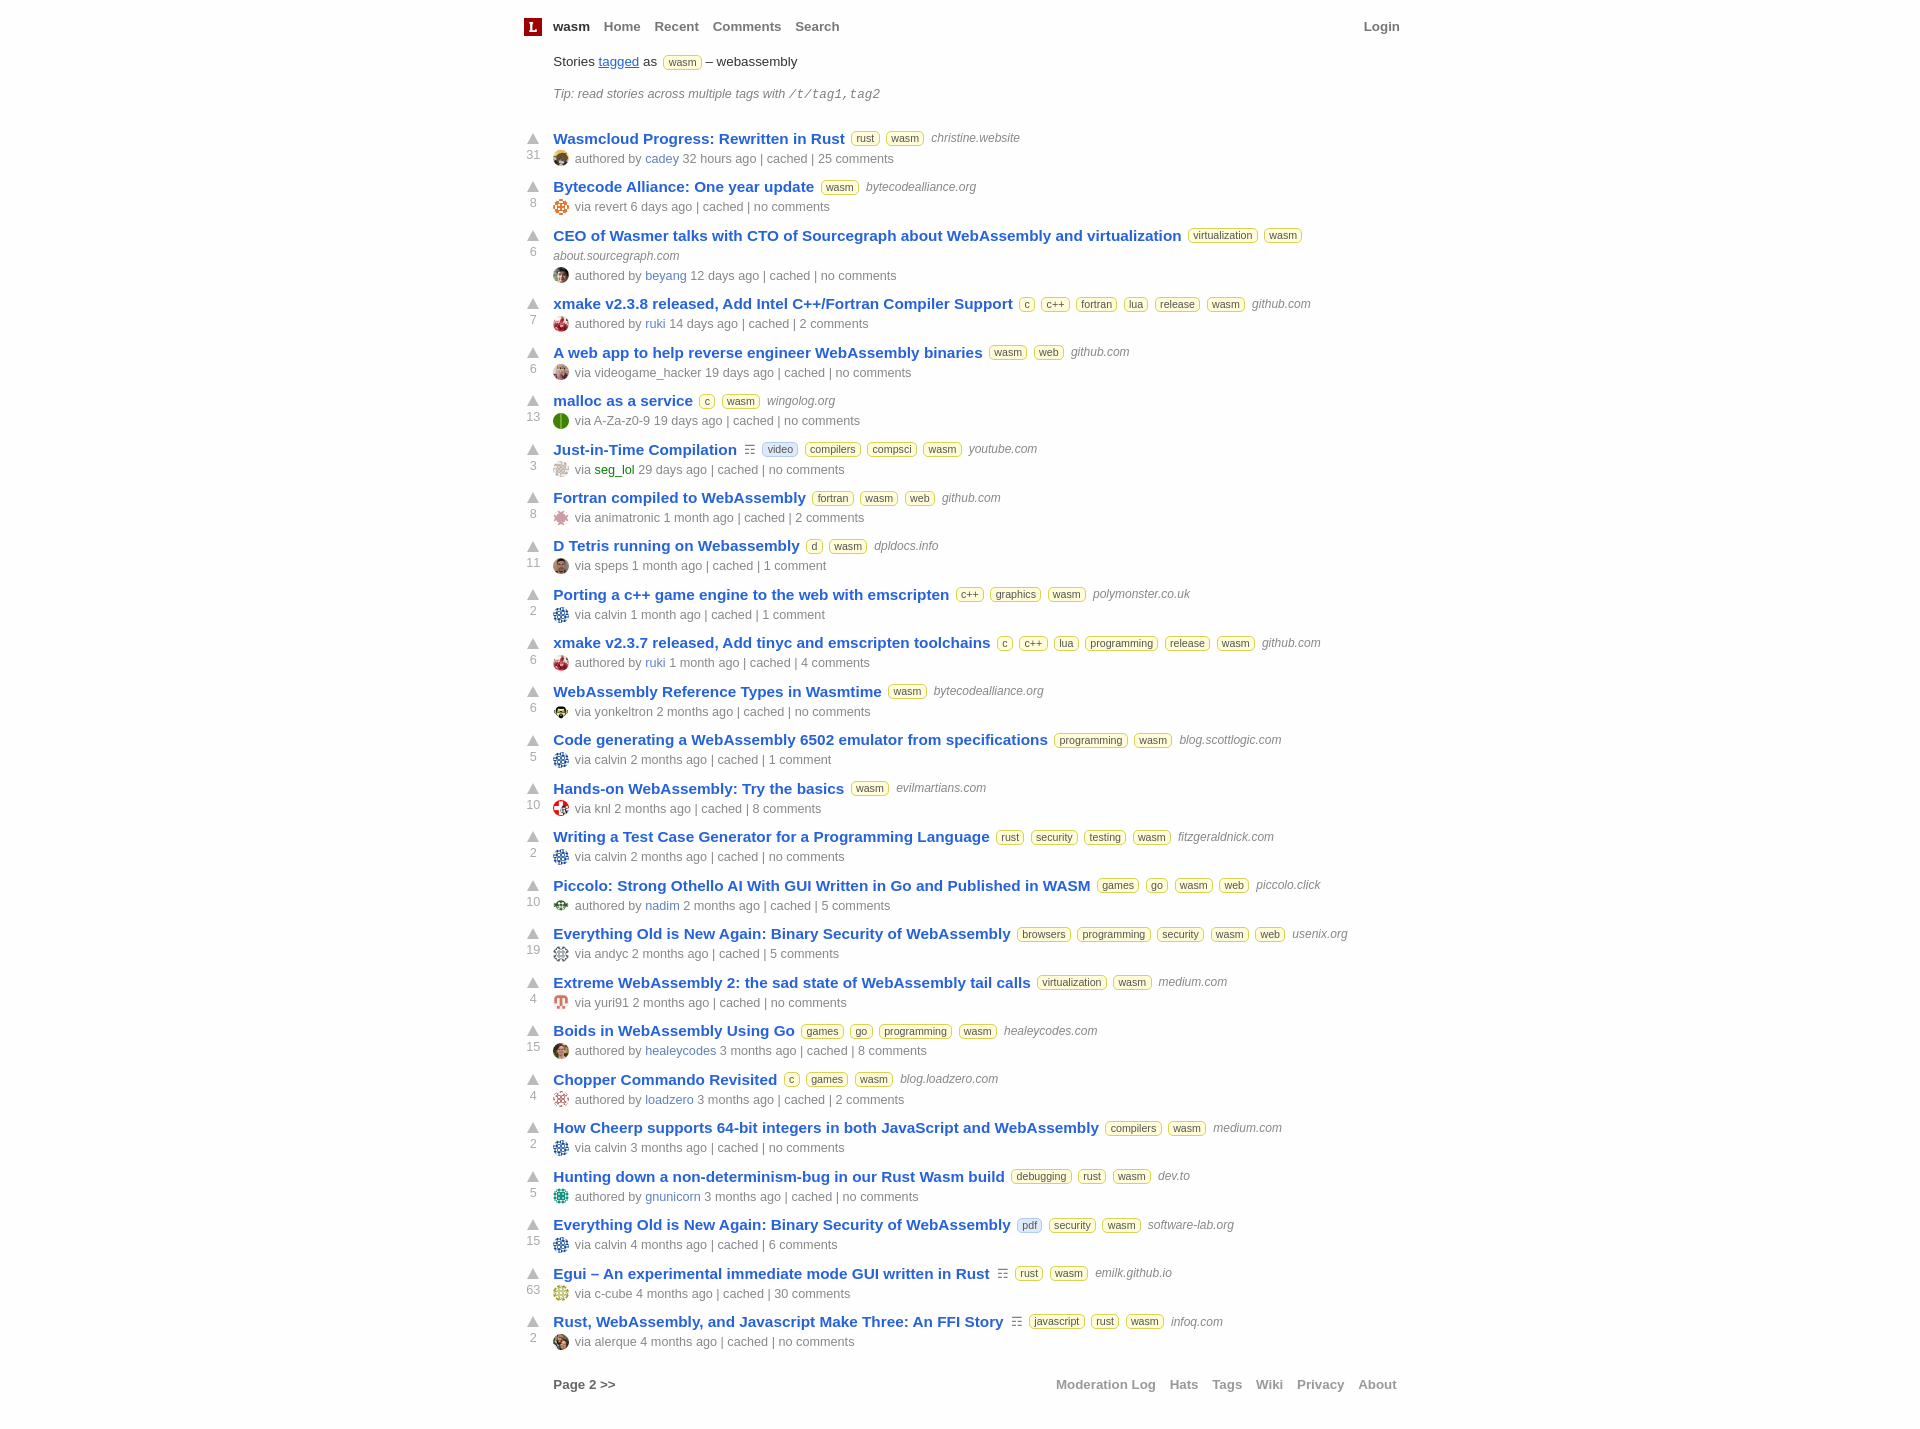 L wasm Home Recent Comments Search Login
Stories tagged as wasm – webassembly
Tip: read stories across multiple tags with /t/tag1,tag2
Wasmcloud Progress: Rewritten in Rust rust wasm christine.website
31 authored by cadey 32 hours ago | cached | 25 comments
Bytecode Alliance: One year update wasm bytecodealliance.org
8 via revert 6 days ago | cached | no comments
CEO of Wasmer talks with CTO of Sourcegraph about WebAssembly and virtualization virtualization wasm
6 about.sourcegraph.com
authored by beyang 12 days ago | cached | no comments
xmake v2.3.8 released, Add Intel C++/Fortran Compiler Support c c++ fortran lua release wasm github.com
7 authored by ruki 14 days ago | cached | 2 comments
A web app to help reverse engineer WebAssembly binaries wasm web github.com
6 via videogame_hacker 19 days ago | cached | no comments
malloc as a service c wasm wingolog.org
13 via A-Za-z0-9 19 days ago | cached | no comments
Just-in-Time Compilation ☶ video compilers compsci wasm youtube.com
3 via seg_lol 29 days ago | cached | no comments
Fortran compiled to WebAssembly fortran wasm web github.com
8 via animatronic 1 month ago | cached | 2 comments
D Tetris running on Webassembly d wasm dpldocs.info
11 via speps 1 month ago | cached | 1 comment
Porting a c++ game engine to the web with emscripten c++ graphics wasm polymonster.co.uk
2 via calvin 1 month ago | cached | 1 comment
xmake v2.3.7 released, Add tinyc and emscripten toolchains c c++ lua programming release wasm github.com
6 authored by ruki 1 month ago | cached | 4 comments
WebAssembly Reference Types in Wasmtime wasm bytecodealliance.org
6 via yonkeltron 2 months ago | cached | no comments
Code generating a WebAssembly 6502 emulator from specifications programming wasm blog.scottlogic.com
5 via calvin 2 months ago | cached | 1 comment
Hands-on WebAssembly: Try the basics wasm evilmartians.com
10 via knl 2 months ago | cached | 8 comments
Writing a Test Case Generator for a Programming Language rust security testing wasm fitzgeraldnick.com
2 via calvin 2 months ago | cached | no comments
Piccolo: Strong Othello AI With GUI Written in Go and Published in WASM games go wasm web piccolo.click
10 authored by nadim 2 months ago | cached | 5 comments
Everything Old is New Again: Binary Security of WebAssembly browsers programming security wasm web usenix.org
19 via andyc 2 months ago | cached | 5 comments
Extreme WebAssembly 2: the sad state of WebAssembly tail calls virtualization wasm medium.com
4 via yuri91 2 months ago | cached | no comments
Boids in WebAssembly Using Go games go programming wasm healeycodes.com
15 authored by healeycodes 3 months ago | cached | 8 comments
Chopper Commando Revisited c games wasm blog.loadzero.com
4 authored by loadzero 3 months ago | cached | 2 comments
How Cheerp supports 64-bit integers in both JavaScript and WebAssembly compilers wasm medium.com
2 via calvin 3 months ago | cached | no comments
Hunting down a non-determinism-bug in our Rust Wasm build debugging rust wasm dev.to
5 authored by gnunicorn 3 months ago | cached | no comments
Everything Old is New Again: Binary Security of WebAssembly pdf security wasm software-lab.org
15 via calvin 4 months ago | cached | 6 comments
Egui – An experimental immediate mode GUI written in Rust ☶ rust wasm emilk.github.io
63 via c-cube 4 months ago | cached | 30 comments
Rust, WebAssembly, and Javascript Make Three: An FFI Story ☶ javascript rust wasm infoq.com
2 via alerque 4 months ago | cached | no comments
Page 2 >> Moderation Log Hats Tags Wiki Privacy About